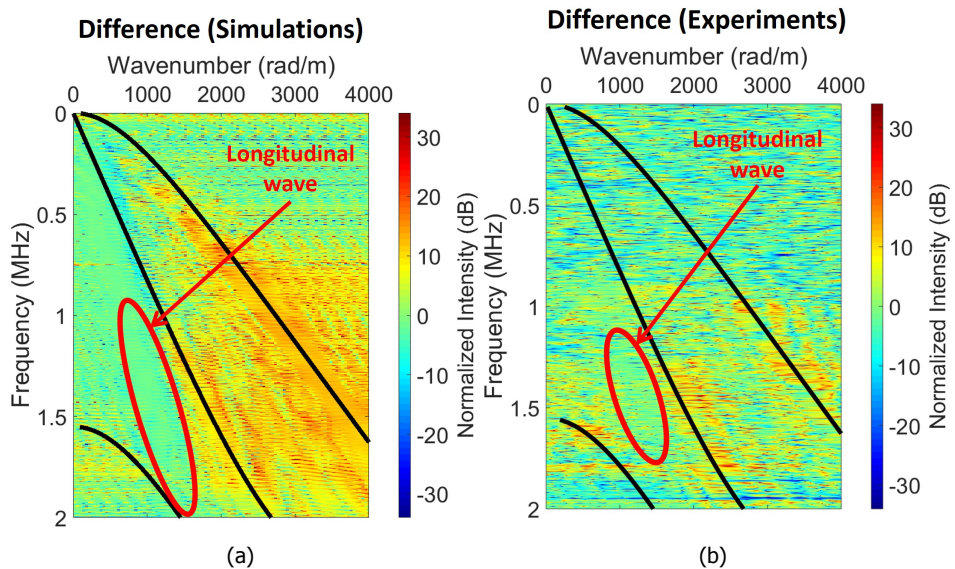 Difference (Simulations)
Wavenumber (rad/m)
0 1000 2000 3000 4000
0
0.5
1
1.5
2
Frequency (MHz)
Longitudinal
wave
30
20
10
0
-10
-20
-30
Normalized Intensity (dB)
(a)
Difference (Experiments)
Wavenumber (rad/m)
0 1000 2000 3000 4000
0
0.5
1
1.5
2
Frequency (MHz)
Longitudinal
wave
30
20
10
0
-10
-20
-30
Normalized Intensity (dB)
(b)